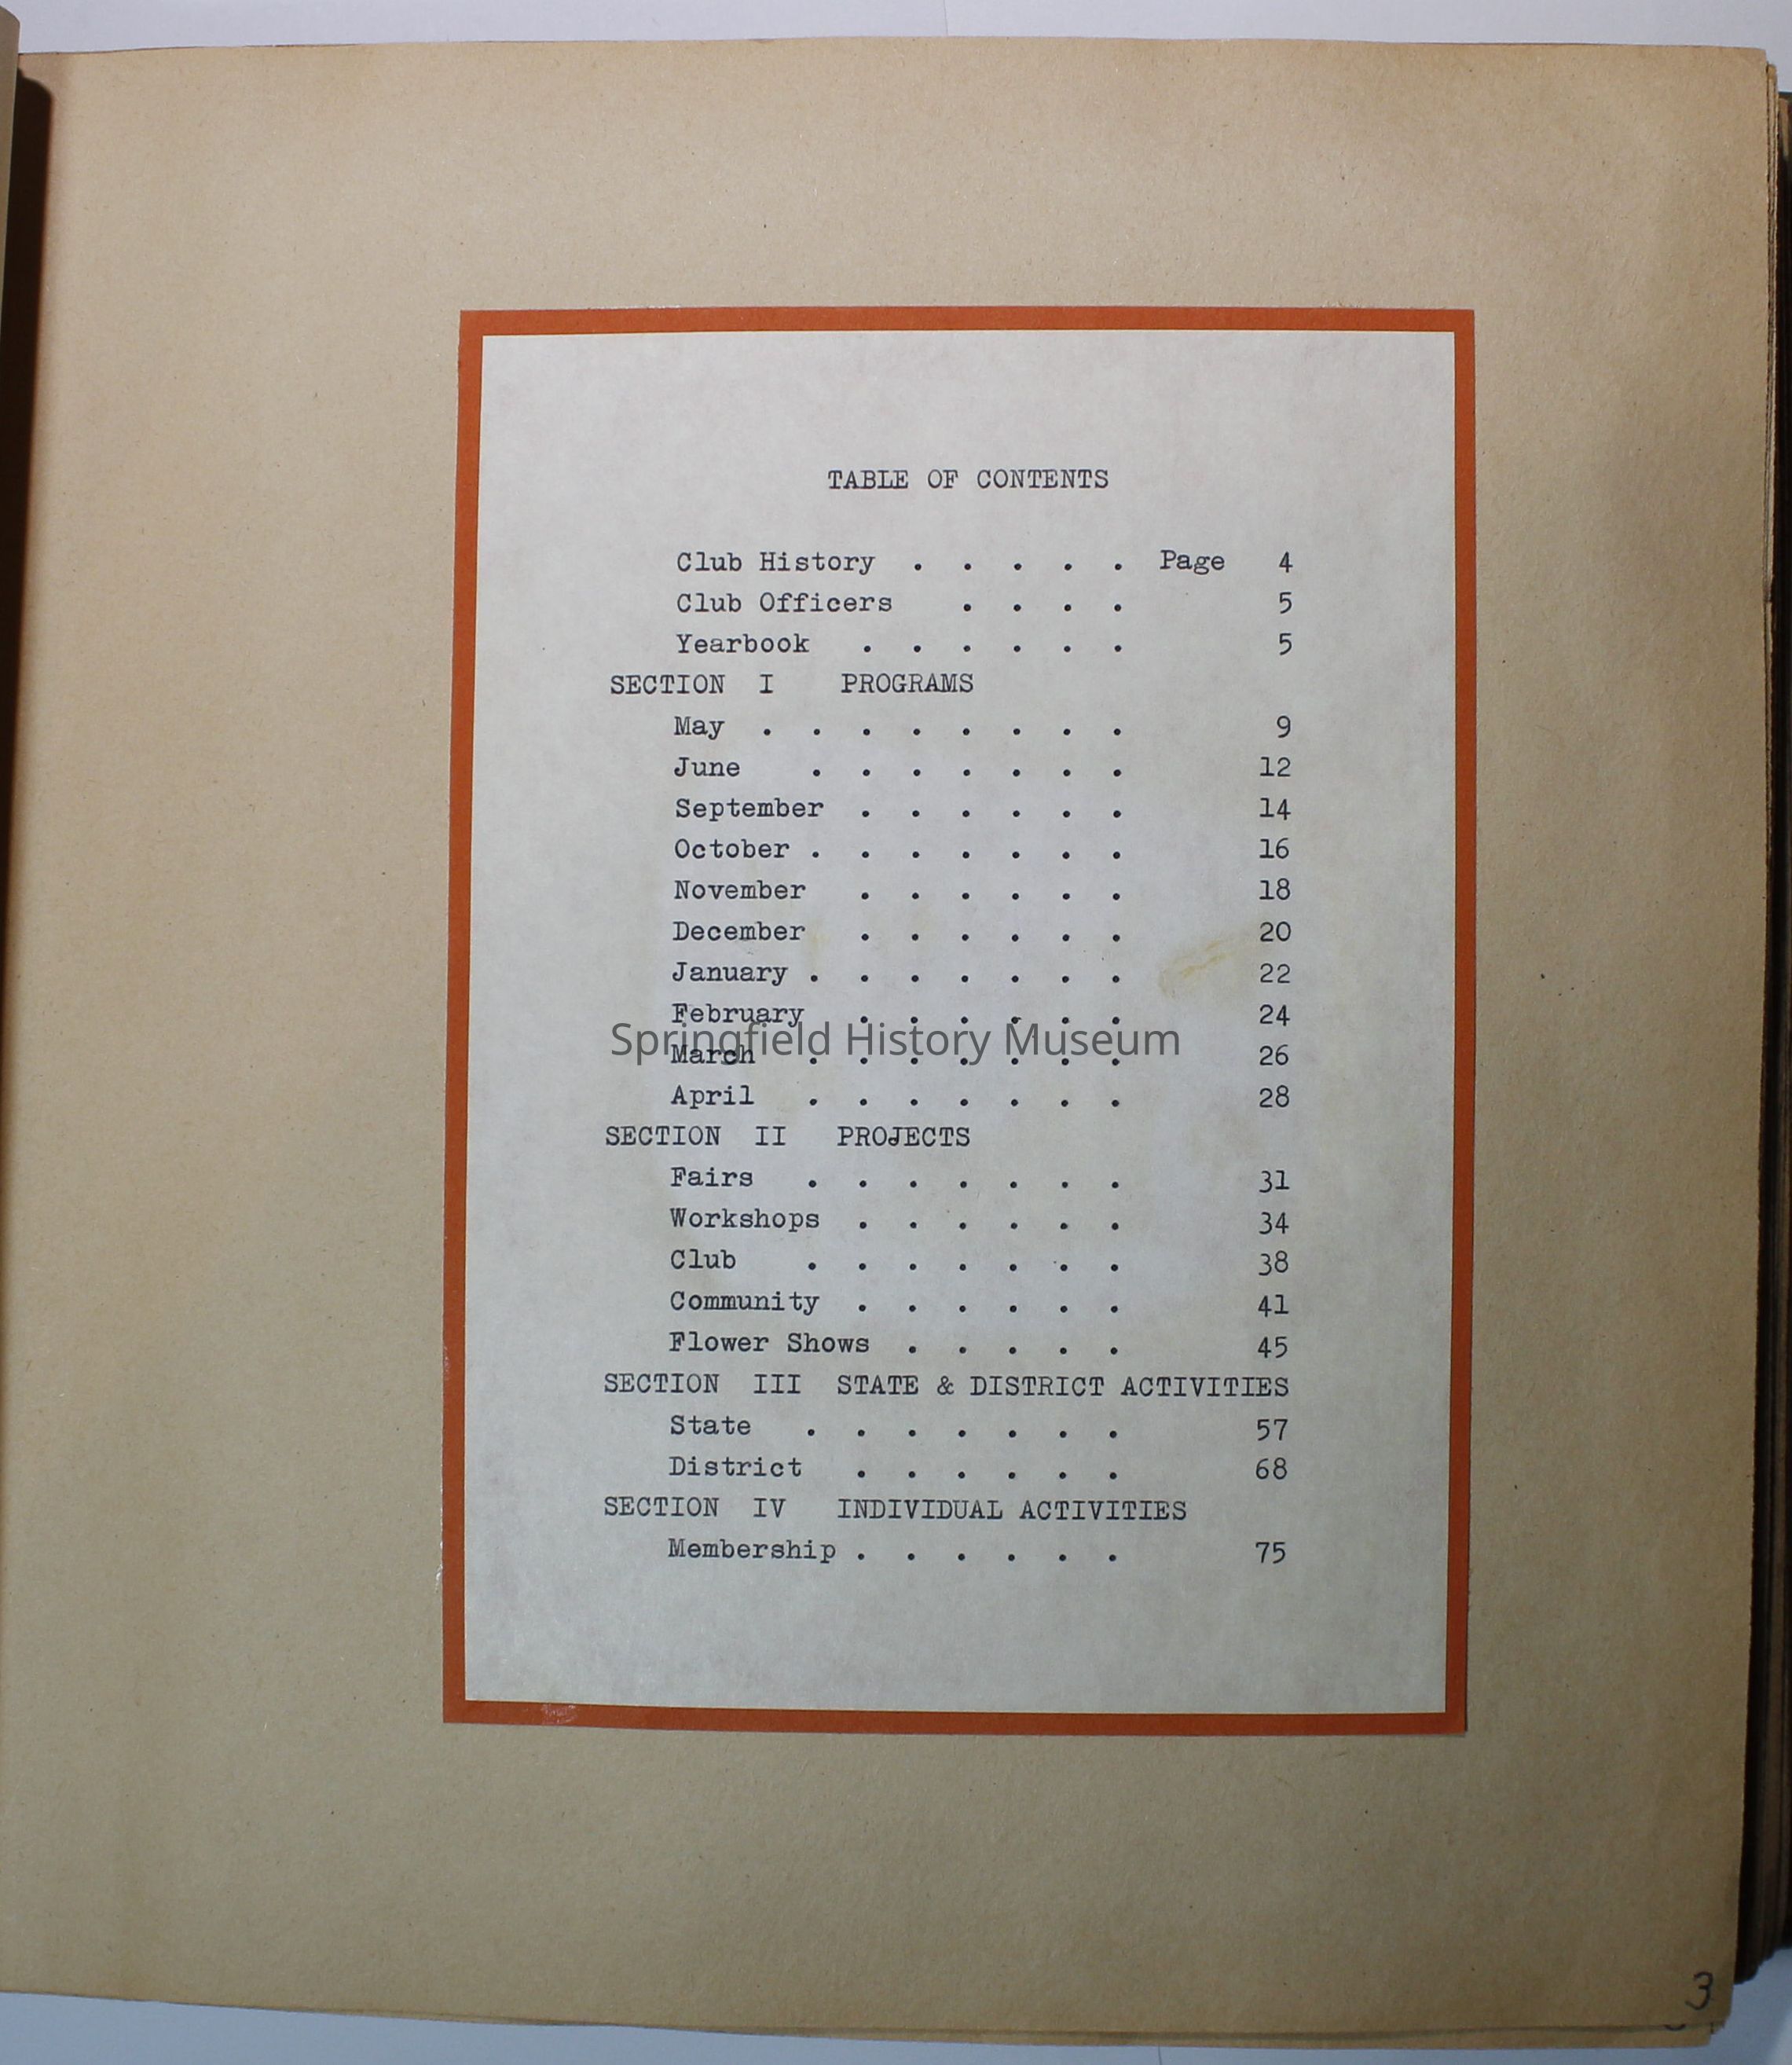 TABLE OF CONTENTS
Club History . . . . . Page 4
Club Officers . . . . 5
Yearbook . . . . . . 5
SECTION I PROGRAMS
May . . . . . . . . 9
June . . . . . . . 12
September . . . . . . 14
October . . . . . . . 16
November . . . . . . 18
December . . . . . . 20
January . . . . . . . 22
February . . . . . . 24
Springfield History Museum
March . . . . . . . 26
April . . . . . . . 28
SECTION II PROJECTS
Fairs . . . . . . . 31
Workshops . . . . . . 34
Club . . . . . . . 38
Community . . . . . . 41
Flower Shows . . . . . 45
SECTION III STATE & DISTRICT ACTIVITIES
State . . . . . . . 57
District . . . . . . 68
SECTION IV INDIVIDUAL ACTIVITIES
Membership . . . . . . 75
3